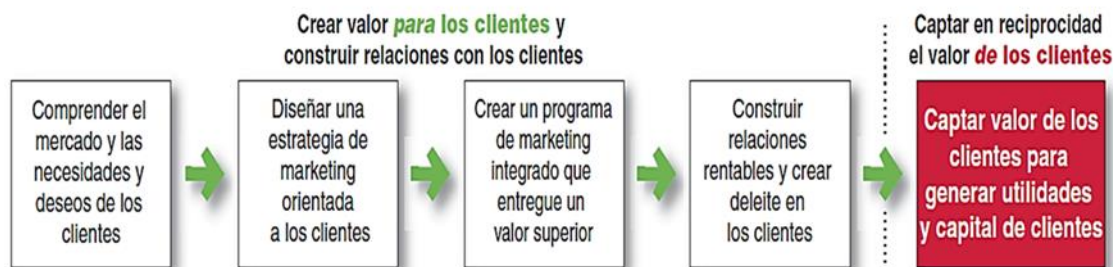 Crear valor para los clientes y
construir relaciones con los clientes
Captar en reciprocidad
el valor de los clientes
Comprender el
mercado y las
necesidades y
deseos de los
clientes
Diseñar una
estrategia de
marketing
orientada
a los clientes
Crear un programa
de marketing
integrado que
entregue un
valor superior
Construir
relaciones
rentables y crear
deleite en
los clientes
Captar valor de los
clientes para
generar utilidades
y capital de clientes